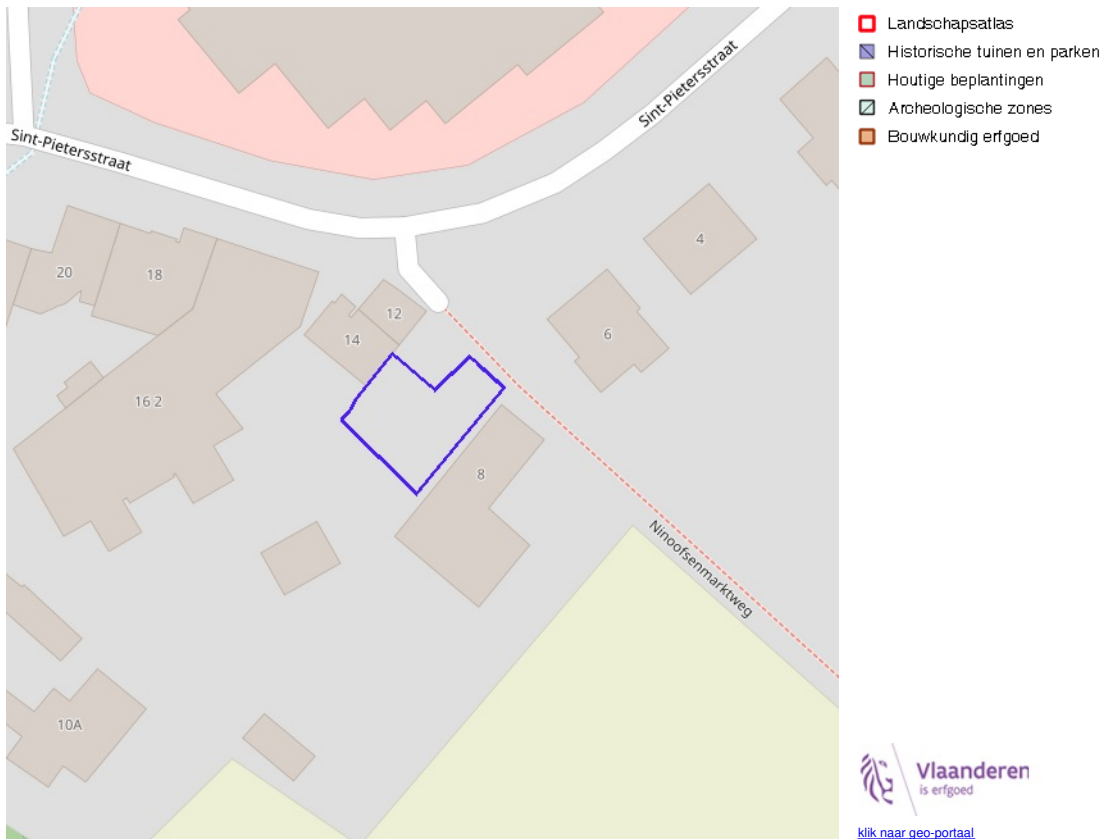 Sint-Pietersstraat
Sint-Pietersstraat
4
20
18
12
6
14
16 2
8
Ninoofsenmarktweg
10A
Landschapsatlas
Historische tuinen en parken
Houtige beplantingen
Archeologische zones
Bouwkundig erfgoed
Vlaanderen
is erfgoed
klik naar geo-portaal